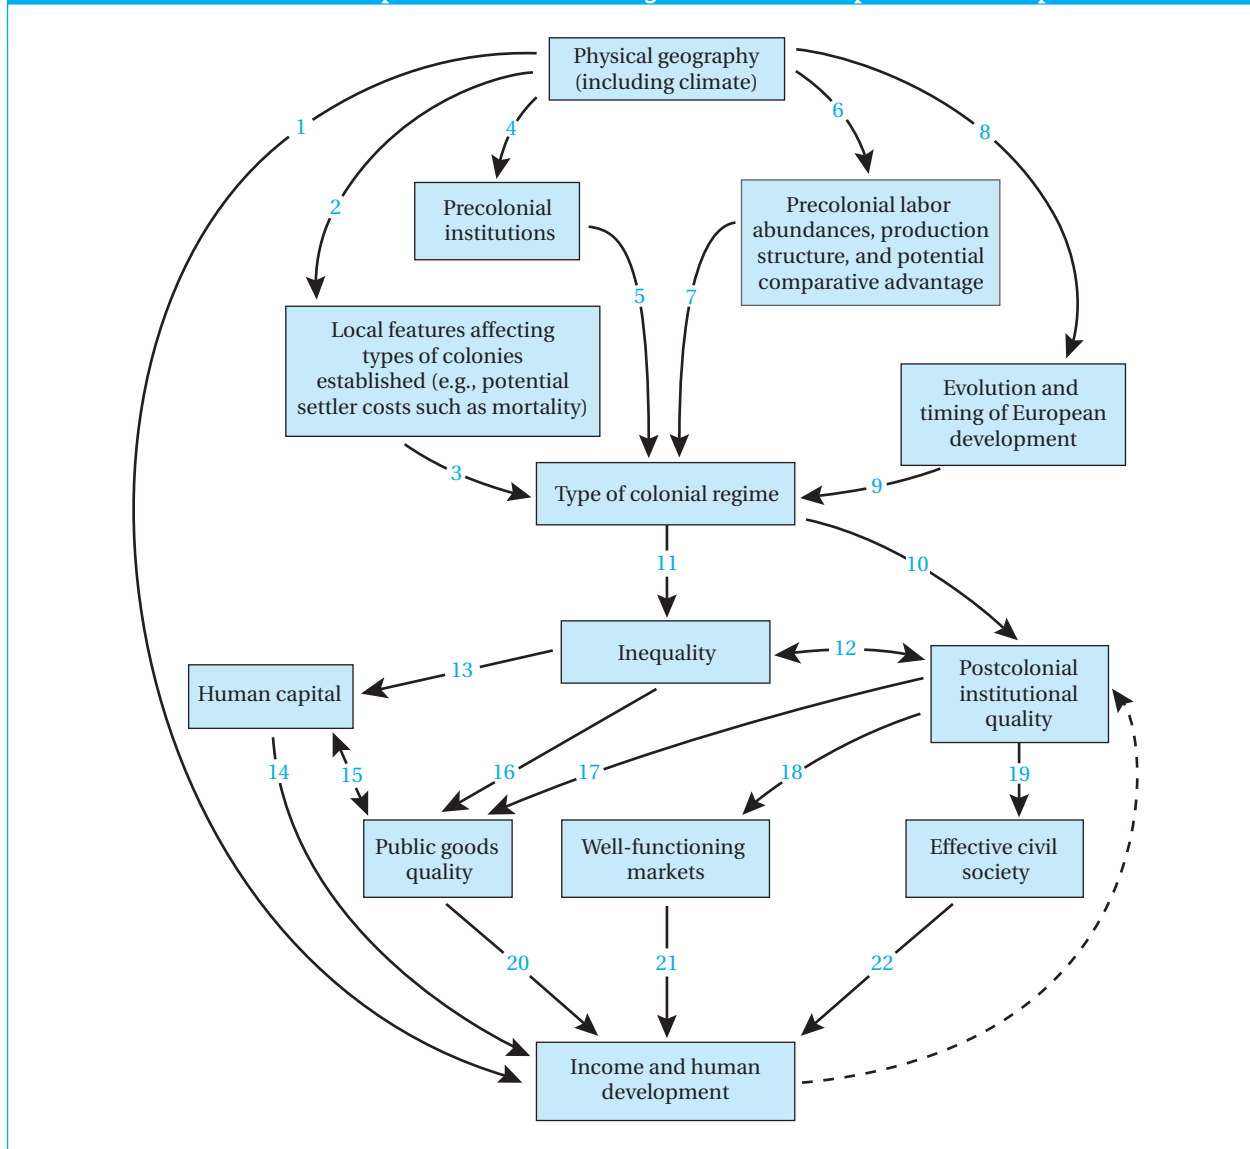 Physical geography
(including climate)
1
4
6
8
2
Precolonial
institutions
Precolonial labor
abundances, production
structure, and potential
comparative advantage
5
7
Local features affecting
types of colonies
established (e.g., potential
settler costs such as mortality)
Evolution and
timing of European
development
3
9
Type of colonial regime
11
10
Inequality
12
Postcolonial
institutional
quality
13
Human capital
14
15
16
17
18
19
Public goods
quality
Well-functioning
markets
Effective civil
society
20
21
22
Income and human
development